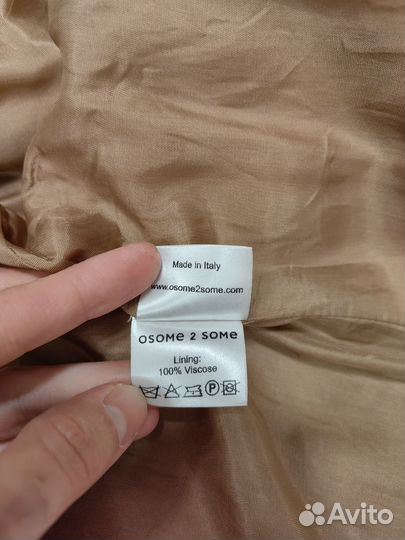 Made in Italy
www.osome2some.com
OSOME 2 SOME
Lining:
100% Viscose
P
Avito